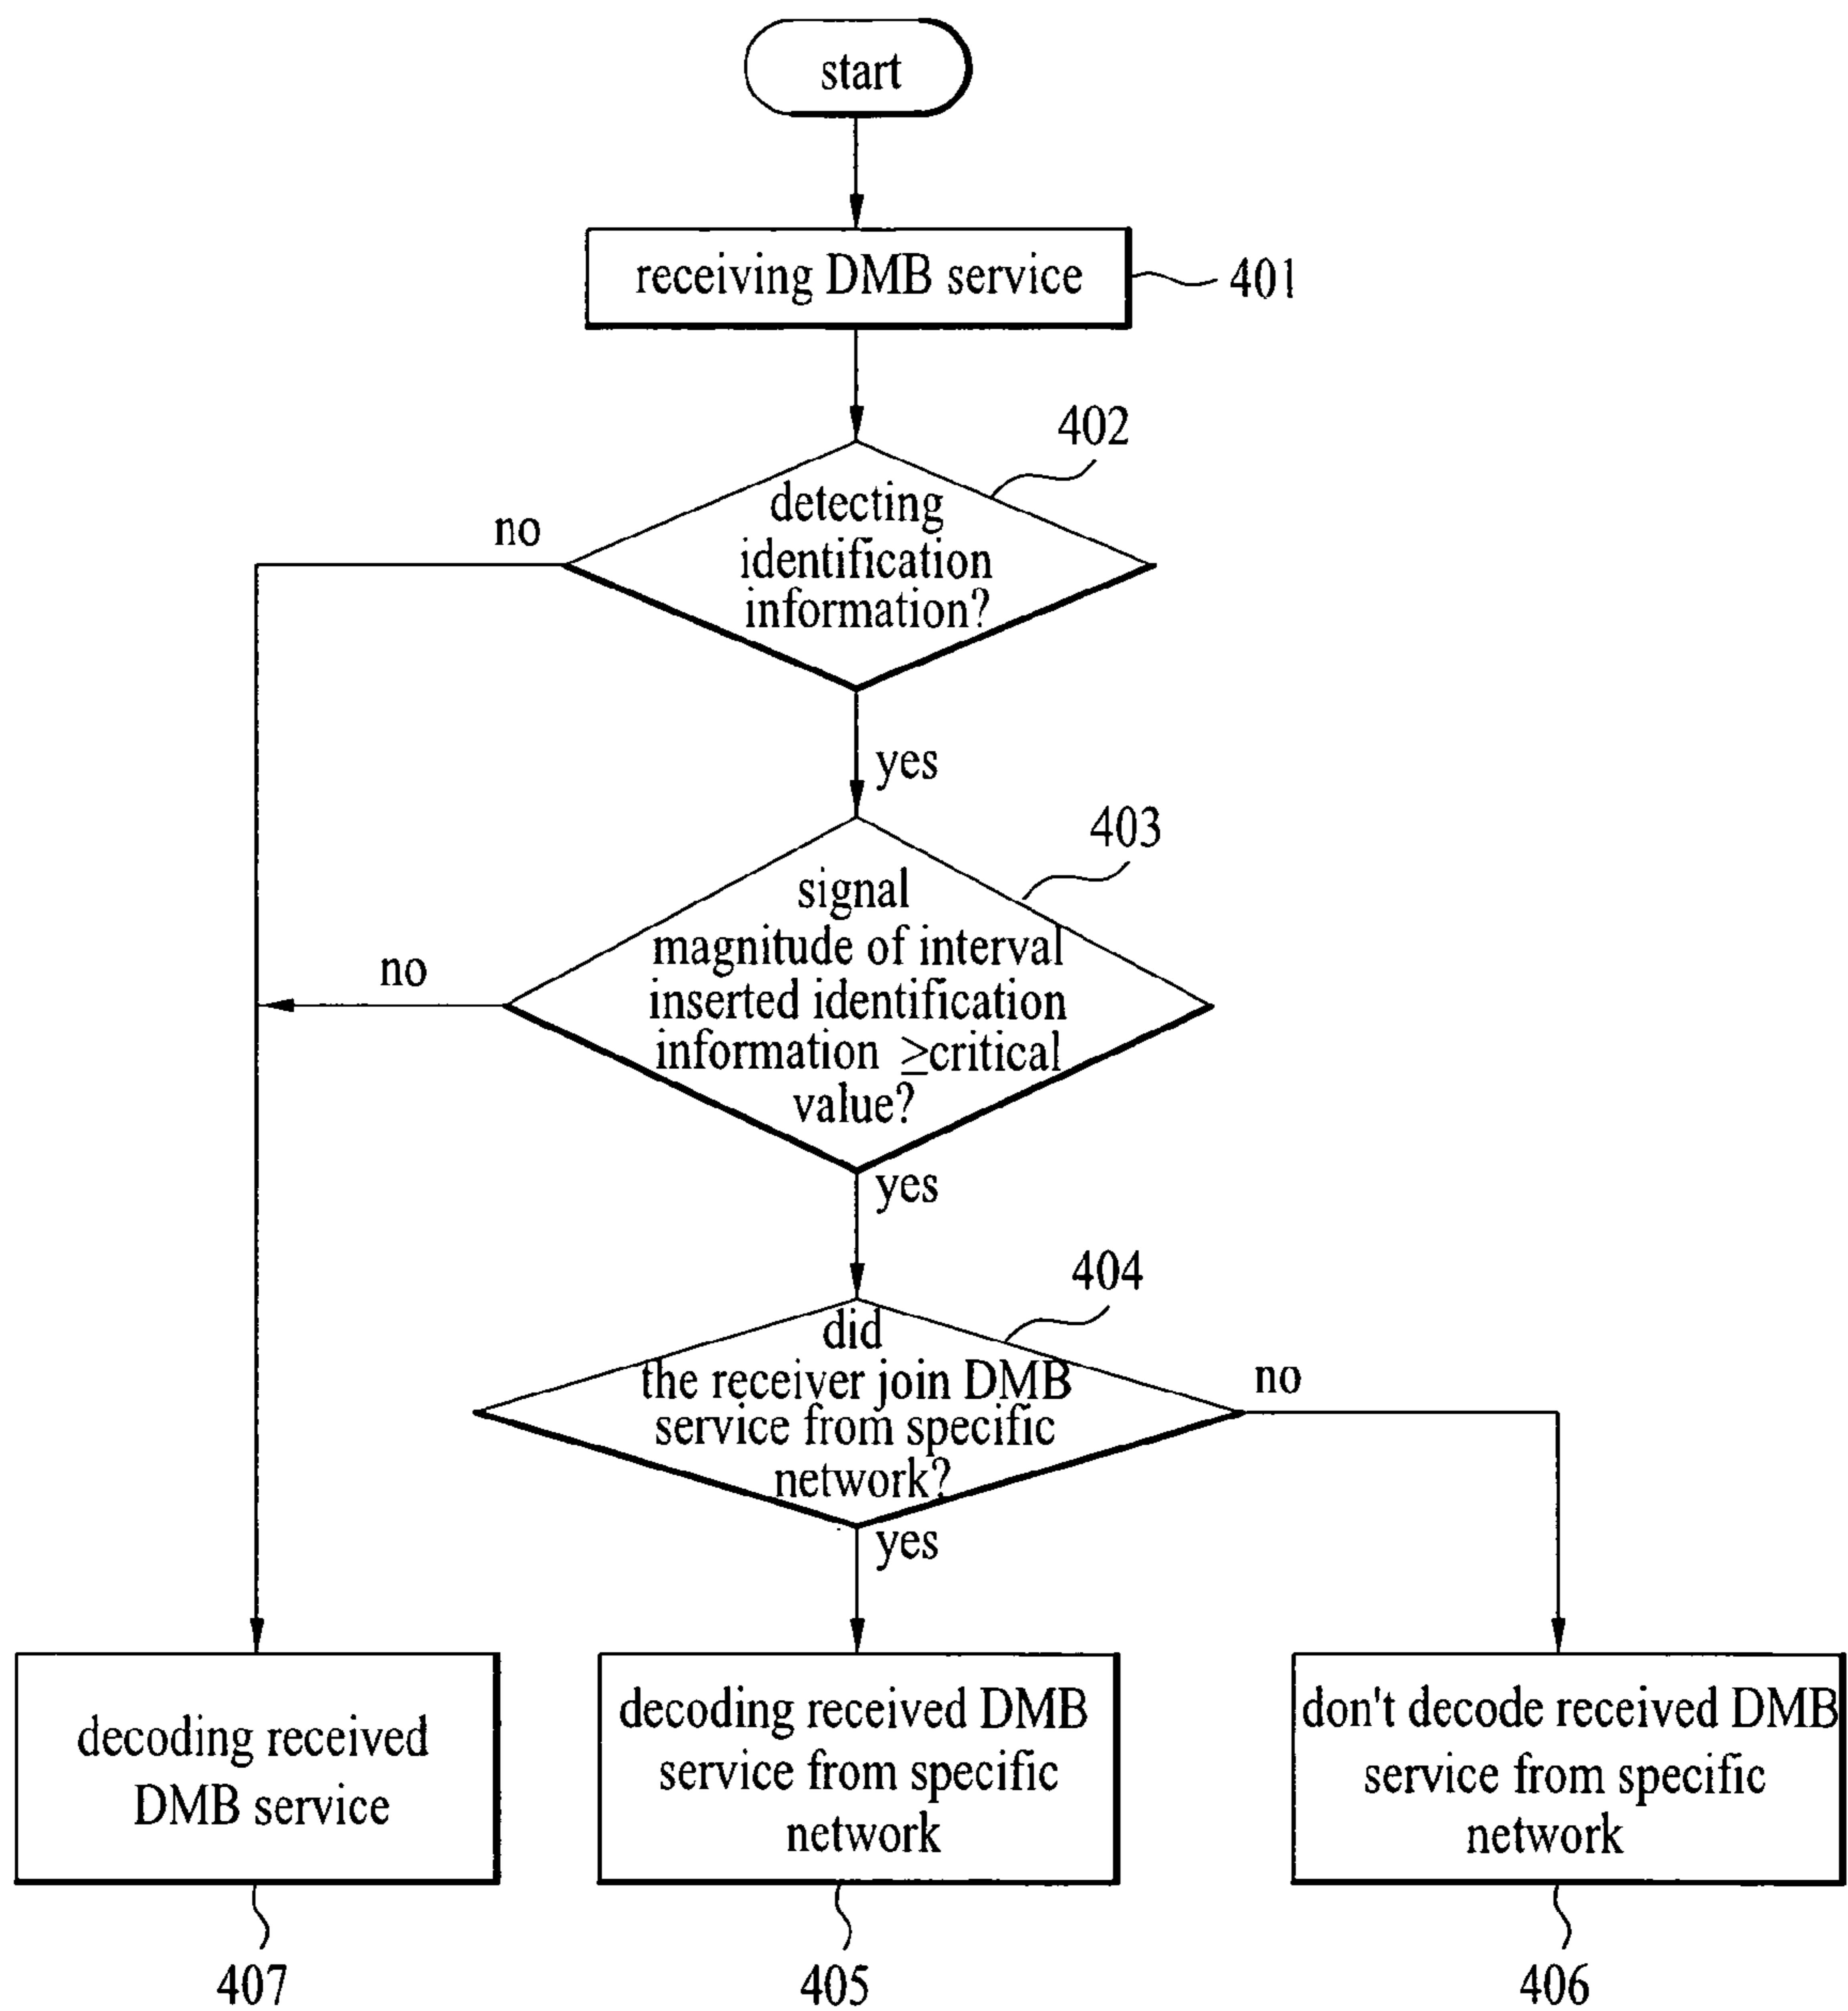 start
receiving DMB service
401
402
detecting
identification
information?
no
yes
403
signal
magnitude of interval
inserted identification
information ≥critical
value?
no
yes
404
did
the receiver join DMB
service from specific
network?
no
yes
decoding received
DMB service
decoding received DMB
service from specific
network
don't decode received DMB
service from specific
network
407
405
406